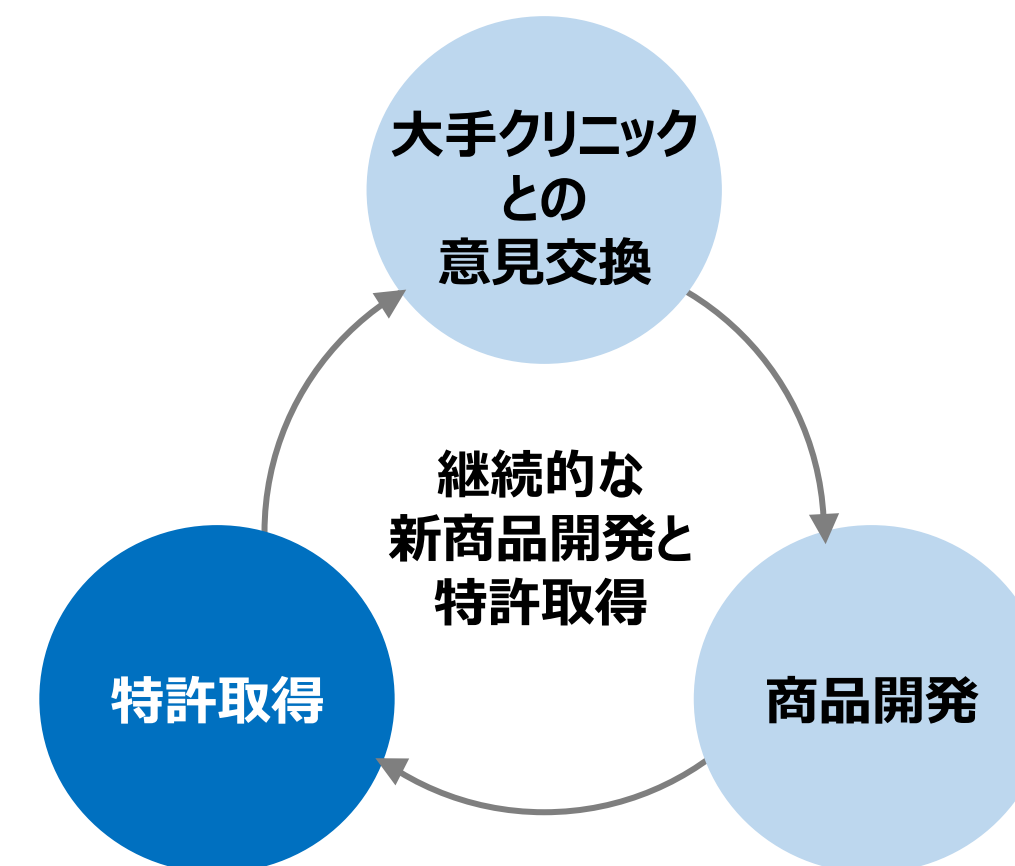 大手クリニック
との
意見交換
継続的な
新商品開発と
特許取得
特許取得
商品開発